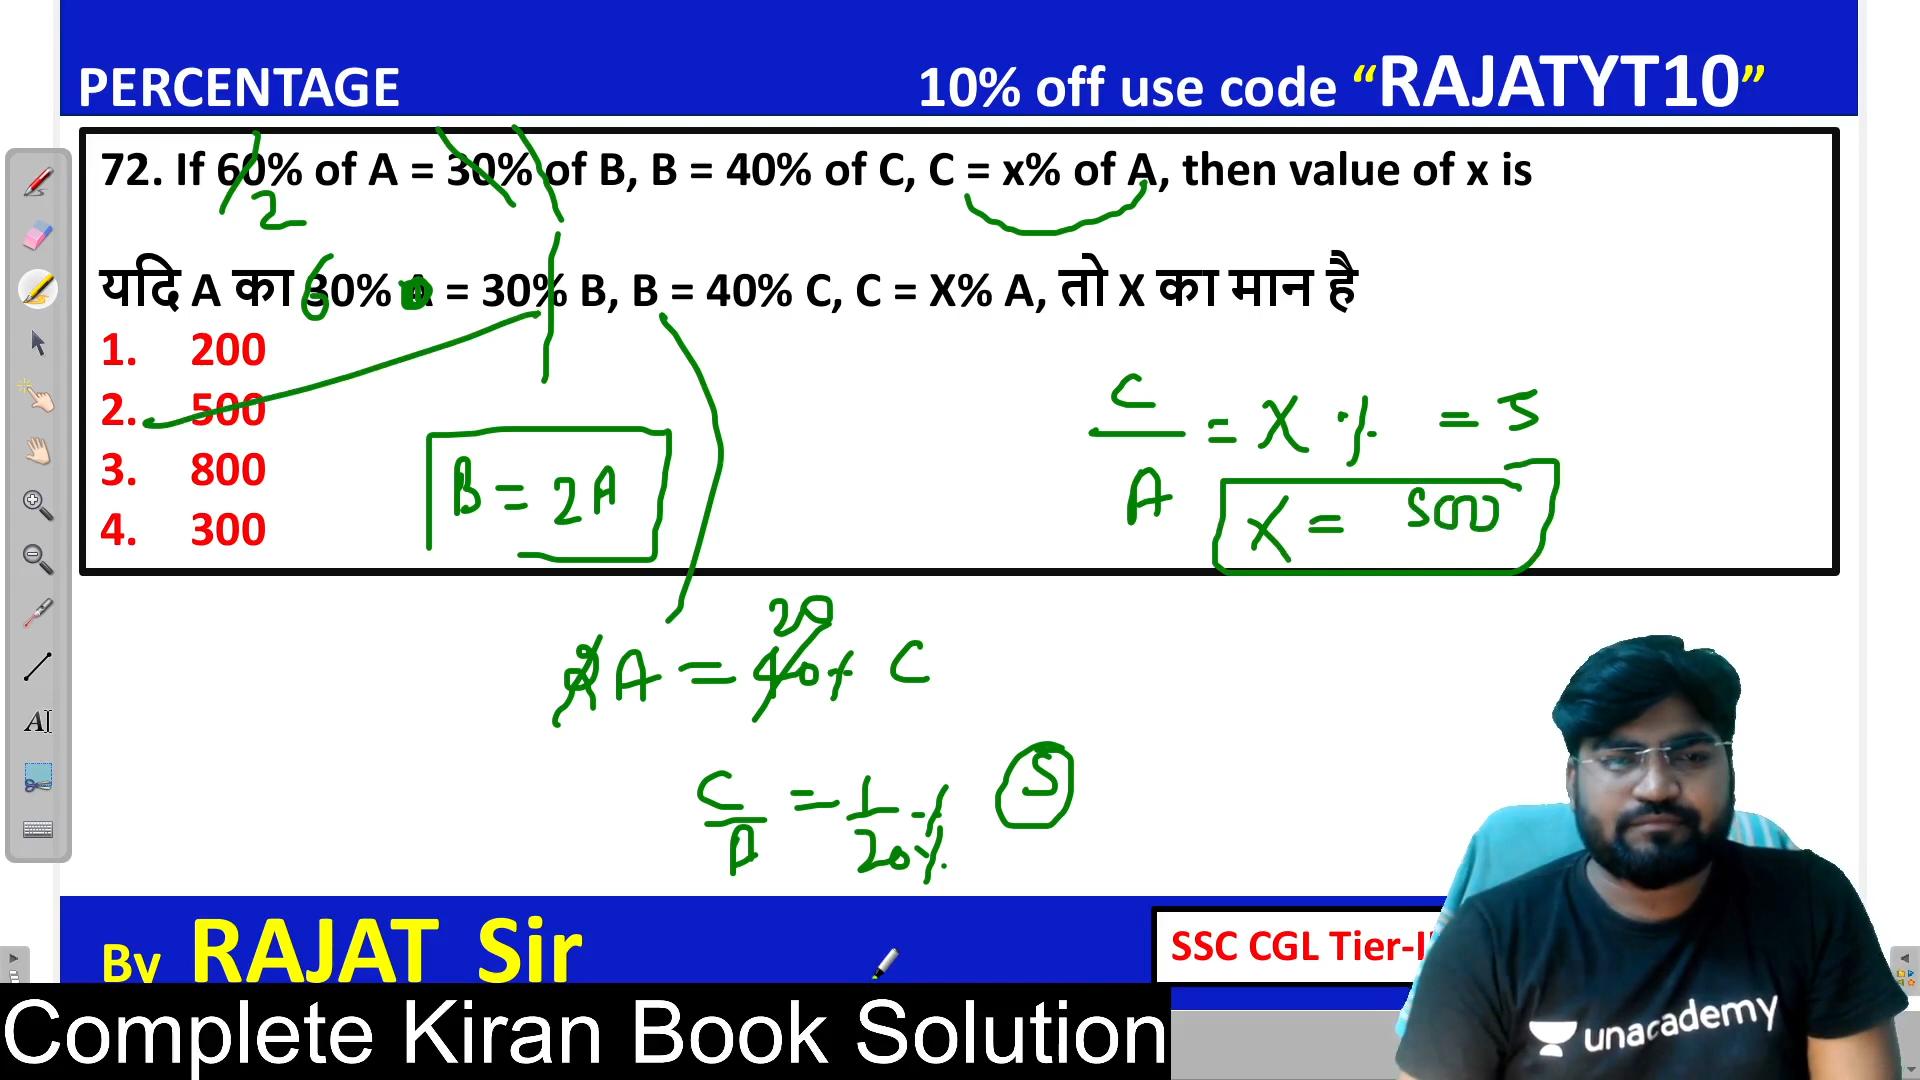 PERCENTAGE 10% off use code “RAJATYT10”
72. If 60% of A = 30% of B, B = 40% of C, C = x% of A, then value of x is
2
यदि A का 60% = 30% B, B = 40% C, C = X% A, तो X का मान है
1. 200
2. 500
3. 800
4. 300
B = 2A
C/A = X % = 5
X = 500
20
2A = 40% C
C/A = 1/20% 5
By RAJAT Sir
SSC CGL Tier-I
Complete Kiran Book Solution
unacademy